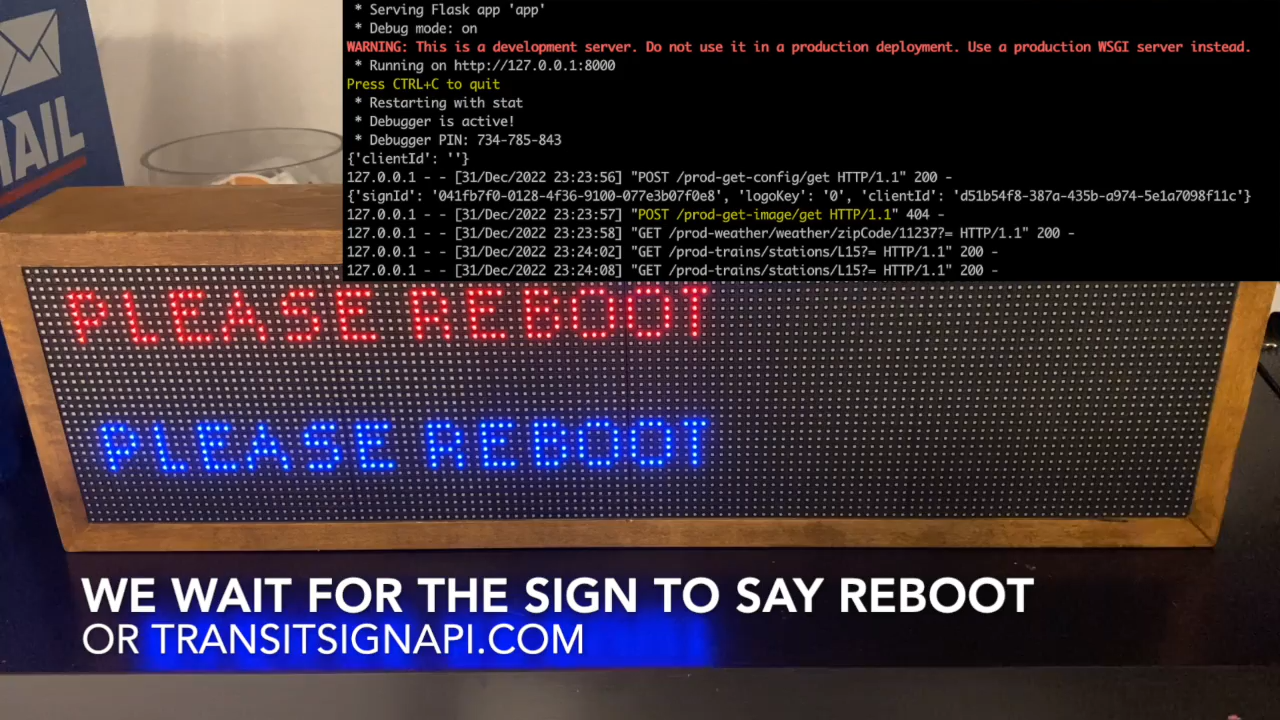 * Serving Flask app 'app'
* Debug mode: on
WARNING: This is a development server. Do not use it in a production deployment. Use a production WSGI server instead.
* Running on http://127.0.0.1:8000
Press CTRL+C to quit
* Restarting with stat
* Debugger is active!
* Debugger PIN: 734-785-843
{'clientId': ''}
127.0.0.1 - - [31/Dec/2022 23:23:56] "POST /prod-get-config/get HTTP/1.1" 200 -
{'signId': '041fb7f0-0128-4f36-9100-077e3b07f0e8', 'logoKey': '0', 'clientId': 'd51b54f8-387a-435b-a974-5e1a7098f11c'}
127.0.0.1 - - [31/Dec/2022 23:23:57] "POST /prod-get-image/get HTTP/1.1" 404 -
127.0.0.1 - - [31/Dec/2022 23:23:58] "GET /prod-weather/weather/zipCode/11237?= HTTP/1.1" 200 -
127.0.0.1 - - [31/Dec/2022 23:24:02] "GET /prod-trains/stations/L15?= HTTP/1.1" 200 -
127.0.0.1 - - [31/Dec/2022 23:24:08] "GET /prod-trains/stations/L15?= HTTP/1.1" 200 -
PLEASE REBOOT
PLEASE REBOOT
WE WAIT FOR THE SIGN TO SAY REBOOT
OR TRANSITSIGNAPI.COM